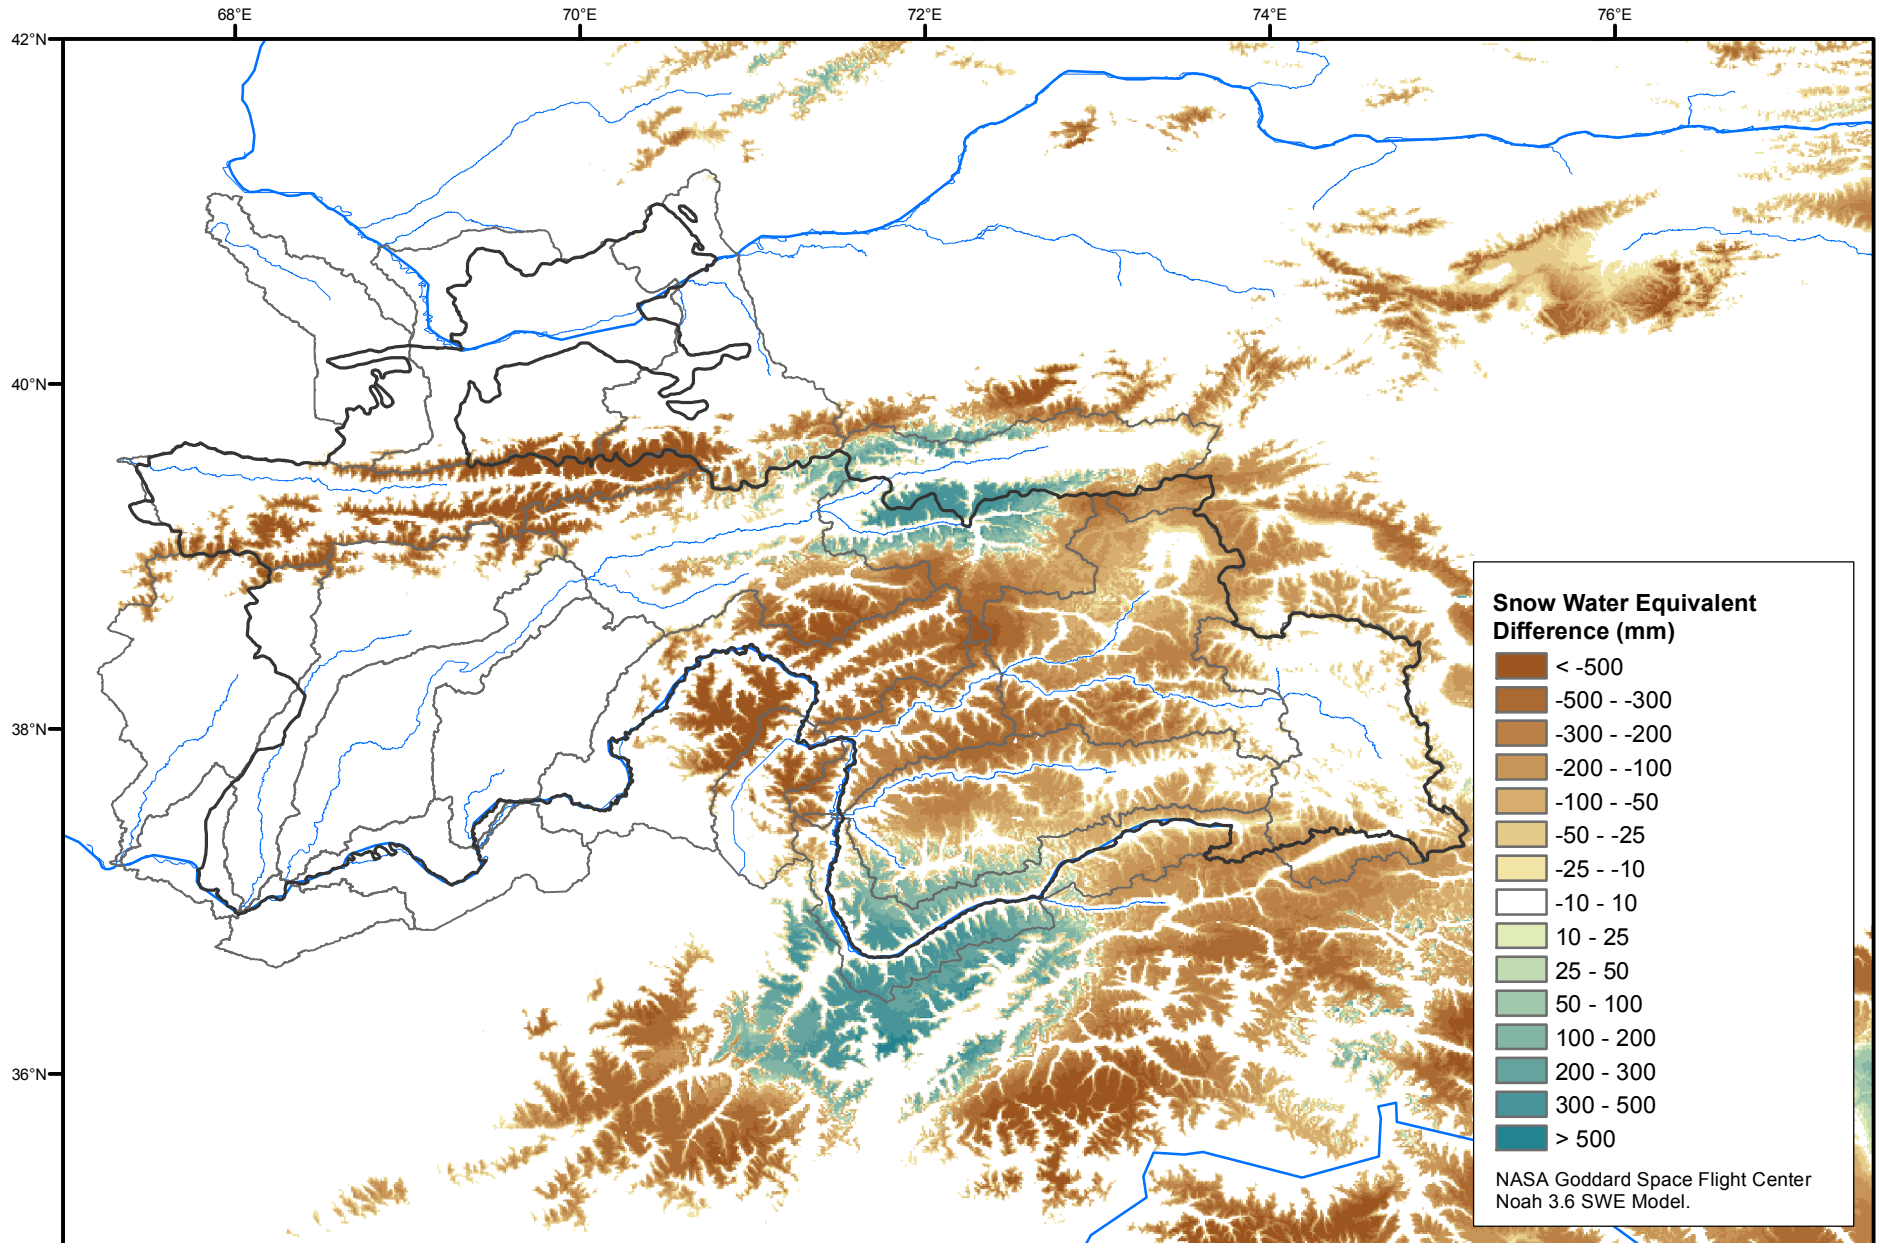 68°E
70°E
72°E
74°E
76°E
42°N
40°N
38°N
36°N
Snow Water Equivalent
Difference (mm)
< -500
-500 - -300
-300 - -200
-200 - -100
-100 - -50
-50 - -25
-25 - -10
-10 - 10
10 - 25
25 - 50
50 - 100
100 - 200
200 - 300
300 - 500
> 500
NASA Goddard Space Flight Center
Noah 3.6 SWE Model.